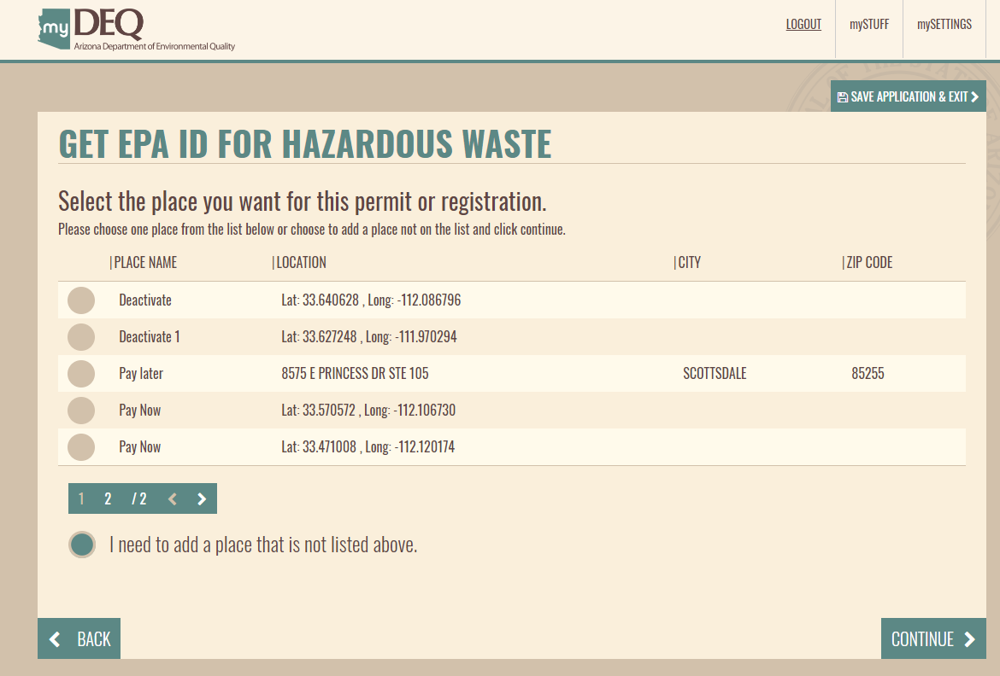 my DEQ
Arizona Department of Environmental Quality
LOGOUT
mySTUFF
mySETTINGS
SAVE APPLICATION & EXIT
GET EPA ID FOR HAZARDOUS WASTE
Select the place you want for this permit or registration.
Please choose one place from the list below or choose to add a place not on the list and click continue.
|PLACE NAME |LOCATION |CITY |ZIP CODE
Deactivate Lat: 33.640628 , Long: -112.086796
Deactivate 1 Lat: 33.627248 , Long: -111.970294
Pay later 8575 E PRINCESS DR STE 105 SCOTTSDALE 85255
Pay Now Lat: 33.570572 , Long: -112.106730
Pay Now Lat: 33.471008 , Long: -112.120174
1 2 / 2
I need to add a place that is not listed above.
BACK
CONTINUE